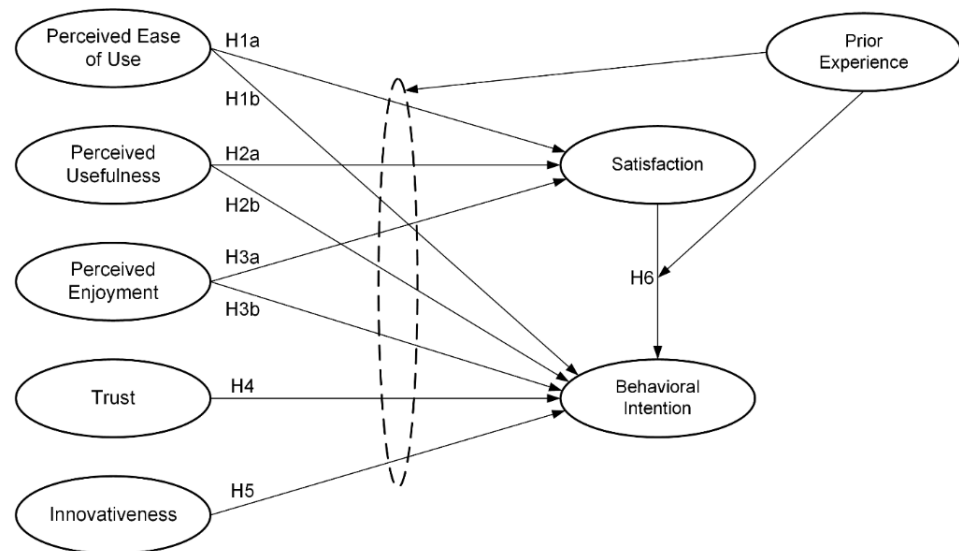 Perceived Ease
of Use
H1a
H1b
Prior
Experience
Perceived
Usefulness
H2a
H2b
Satisfaction
Perceived
Enjoyment
H3a
H3b
H6
Trust
H4
Behavioral
Intention
Innovativeness
H5